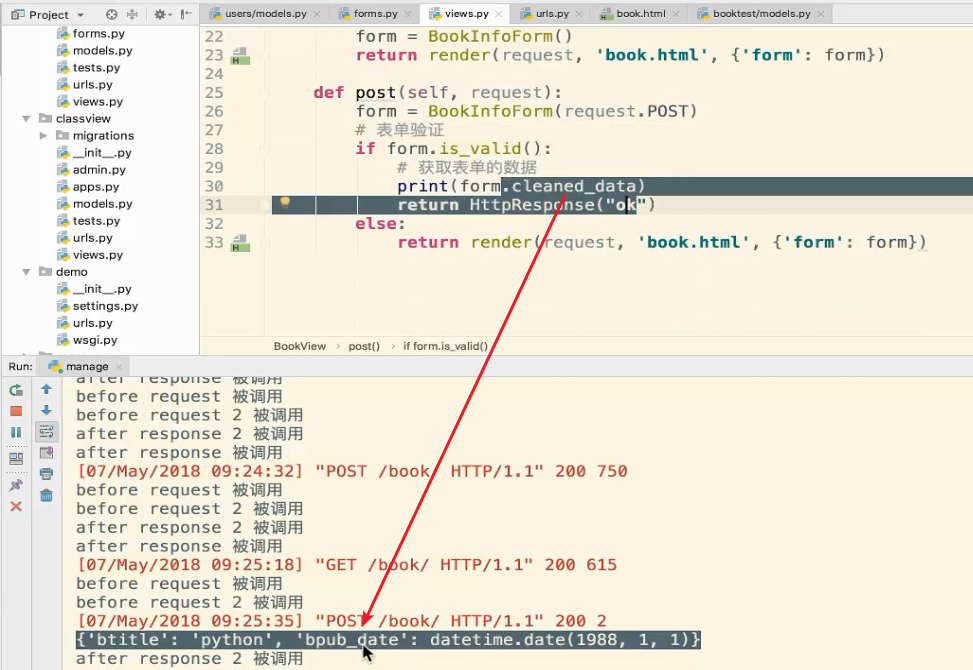 Project
users/models.py
forms.py
views.py
urls.py
book.html
booktest/models.py
forms.py
models.py
tests.py
urls.py
views.py
classview
migrations
__init__.py
admin.py
apps.py
models.py
tests.py
urls.py
views.py
demo
__init__.py
settings.py
urls.py
wsgi.py
22 form = BookInfoForm()
23 return render(request, 'book.html', {'form': form})
24
25 def post(self, request):
26 form = BookInfoForm(request.POST)
27 # 表单验证
28 if form.is_valid():
29 # 获取表单的数据
30 print(form.cleaned_data)
31 return HttpResponse("ok")
32 else:
33 return render(request, 'book.html', {'form': form})
BookView › post() › if form.is_valid()
Run: manage
after response 被调用
before request 被调用
before request 2 被调用
after response 2 被调用
after response 被调用
[07/May/2018 09:24:32] "POST /book/ HTTP/1.1" 200 750
before request 被调用
before request 2 被调用
after response 2 被调用
after response 被调用
[07/May/2018 09:25:18] "GET /book/ HTTP/1.1" 200 615
before request 被调用
before request 2 被调用
[07/May/2018 09:25:35] "POST /book/ HTTP/1.1" 200 2
{'btitle': 'python', 'bpub_date': datetime.date(1988, 1, 1)}
after response 2 被调用